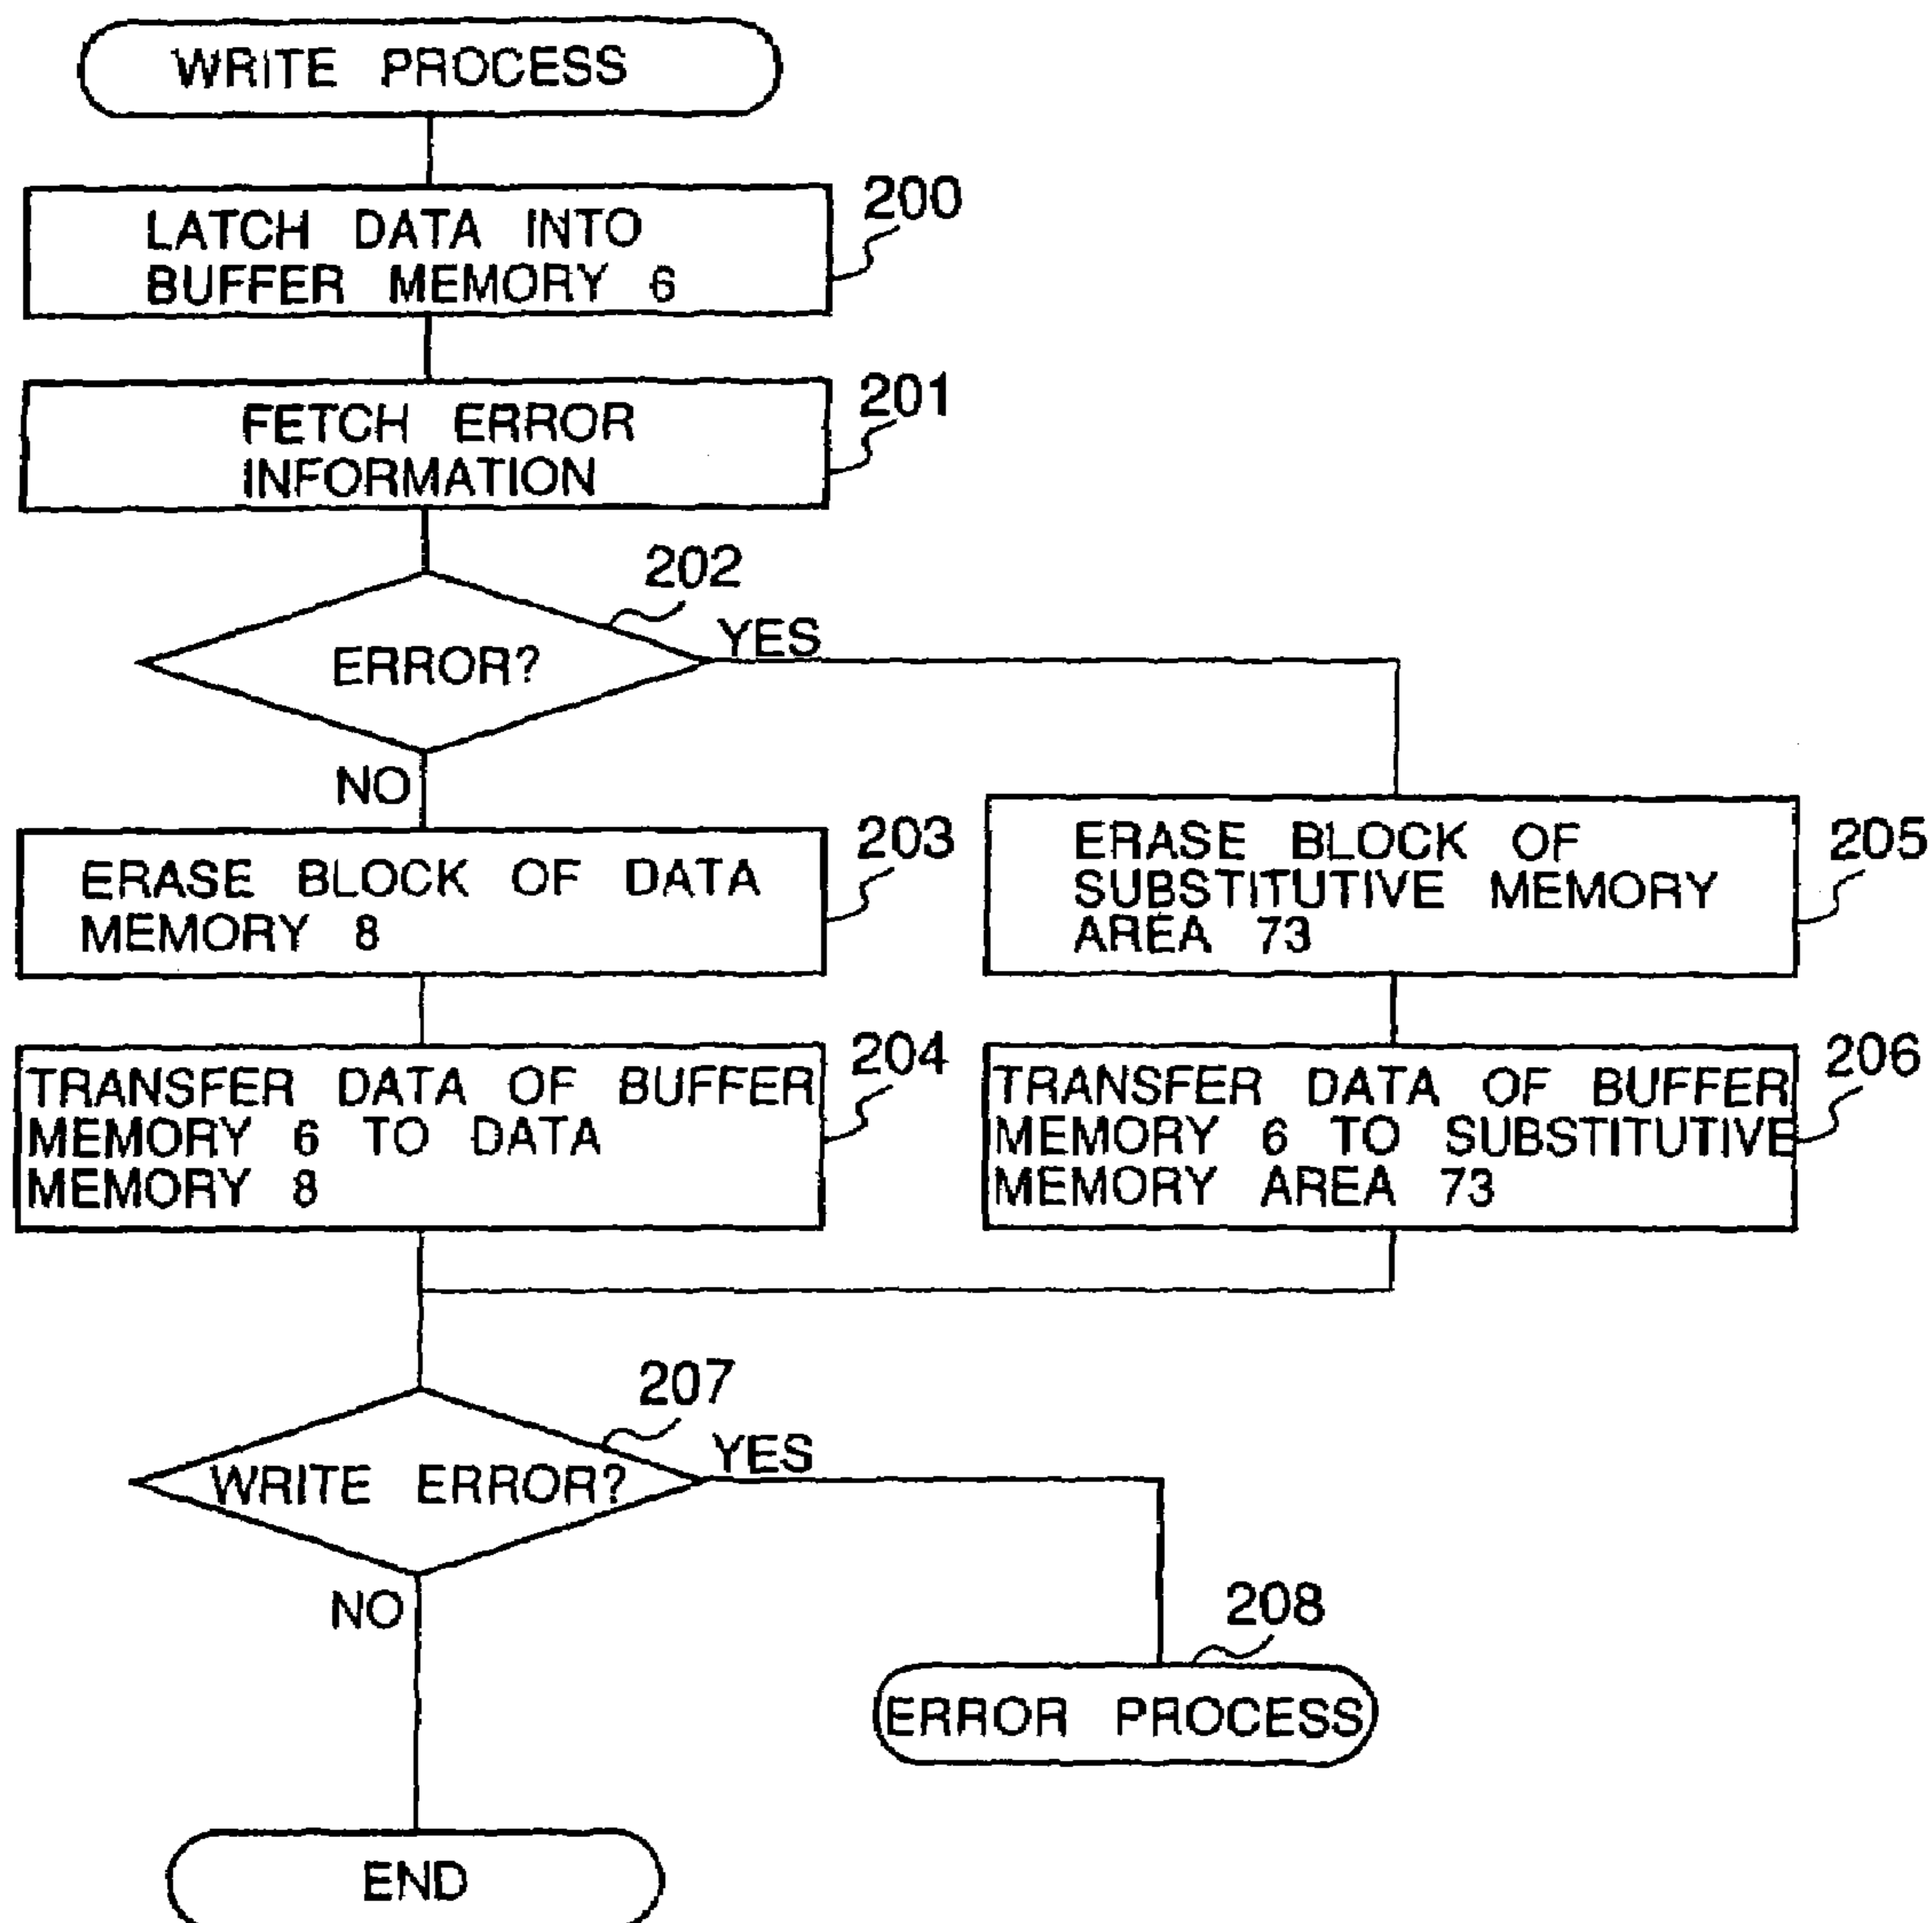 WRITE PROCESS
200
LATCH DATA INTO
BUFFER MEMORY 6
201
FETCH ERROR
INFORMATION
202
YES
ERROR?
NO
203
ERASE BLOCK OF DATA
MEMORY 8
205
ERASE BLOCK OF
SUBSTITUTIVE MEMORY
AREA 73
204
TRANSFER DATA OF BUFFER
MEMORY 6 TO DATA
MEMORY 8
206
TRANSFER DATA OF BUFFER
MEMORY 6 TO SUBSTITUTIVE
MEMORY AREA 73
207
YES
WRITE ERROR?
NO
208
ERROR PROCESS
END